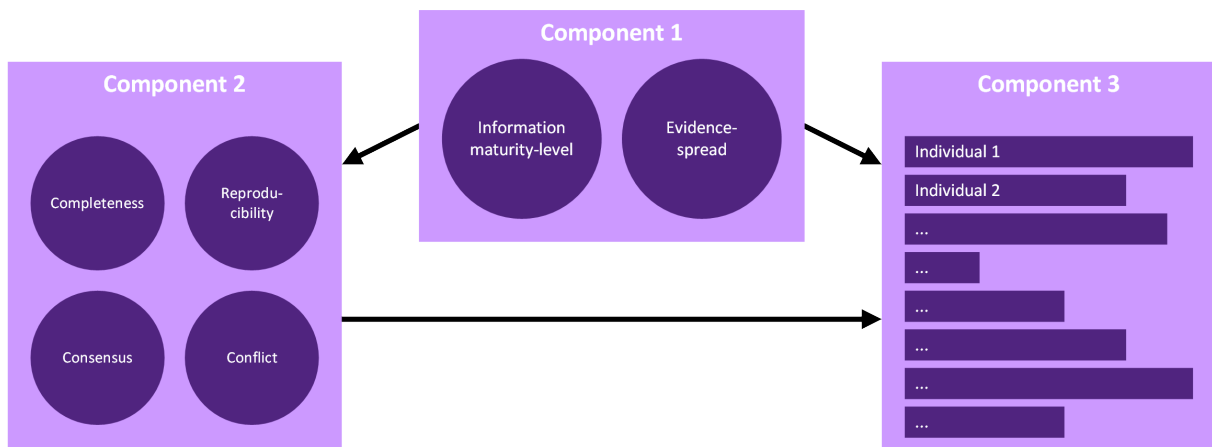 Component 1
Information
maturity-level
Evidence-
spread
Component 2
Completeness
Reprodu-
cibility
Consensus
Conflict
Component 3
Individual 1
Individual 2
...
...
...
...
...
...